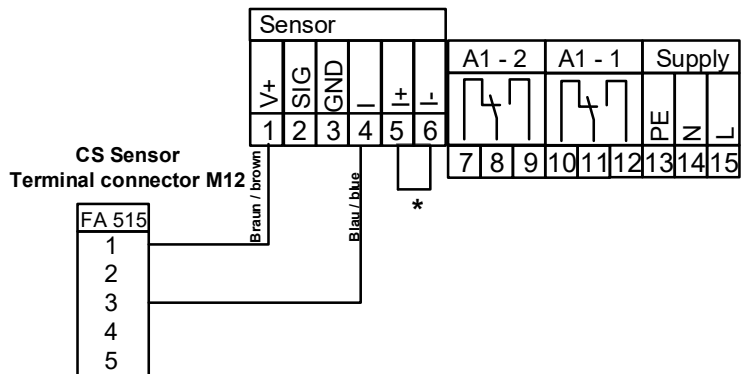 Sensor
V+ SIG GND I I+ I-
1 2 3 4 5 6
A1 - 2 A1 - 1 Supply
PE N L
7 8 9 10 11 12 13 14 15
*
Braun / brown
Blau / blue
CS Sensor
Terminal connector M12
FA 515
1
2
3
4
5